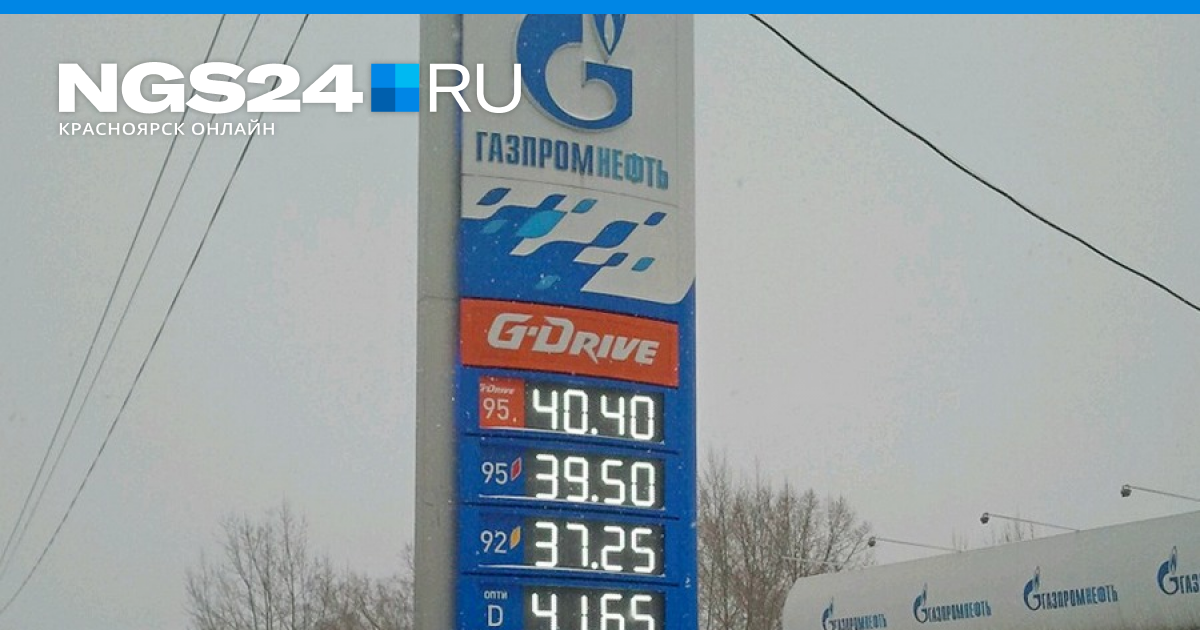 NGS24 RU
КРАСНОЯРСК ОНЛАЙН
ГАЗПРОМНЕФТЬ
G-DRIVE
G-Drive
95. 40.40
95 39.50
92 37.25
ОПТИ
D 41.65
ГАЗПРОМНЕФТЬ ГАЗПРОМНЕФТЬ ГАЗПРОМНЕФТЬ ГАЗ